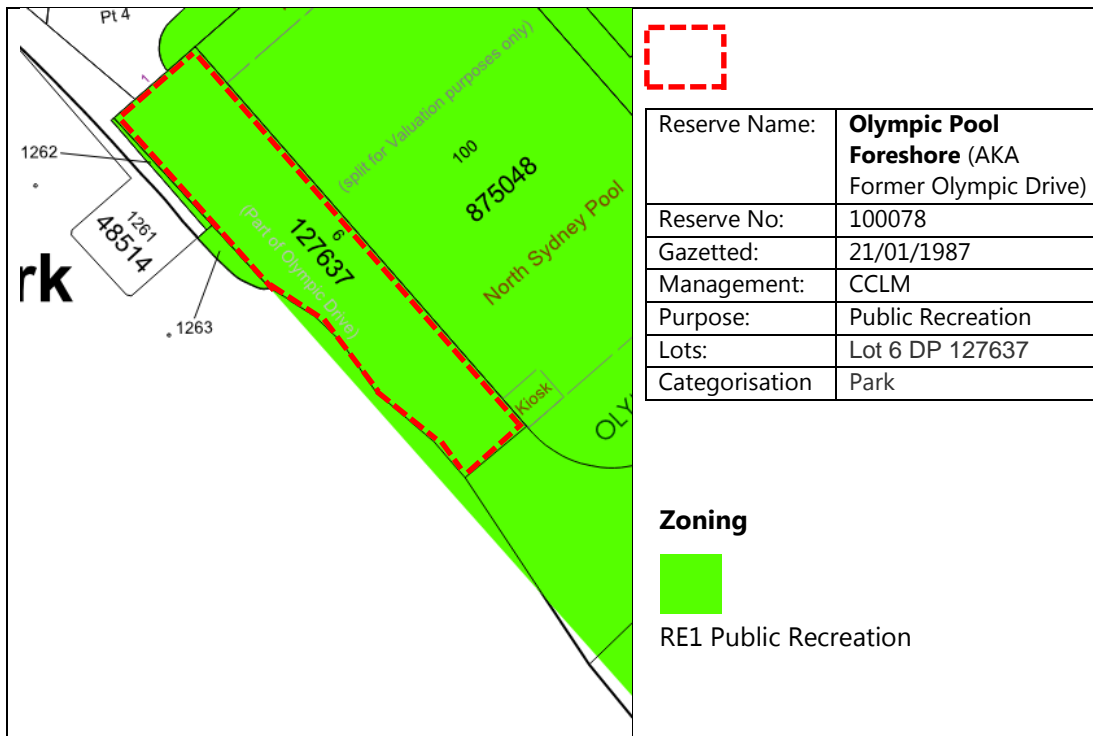 Pt 4
1
(split for Valuation purposes only)
1262
100
875048
1261
48514
6
127637
(Part of Olympic Drive)
North Sydney Pool
rk
1263
Kiosk
OLY
Reserve Name: Olympic Pool
Foreshore (AKA
Former Olympic Drive)
Reserve No: 100078
Gazetted: 21/01/1987
Management: CCLM
Purpose: Public Recreation
Lots: Lot 6 DP 127637
Categorisation Park
Zoning
RE1 Public Recreation